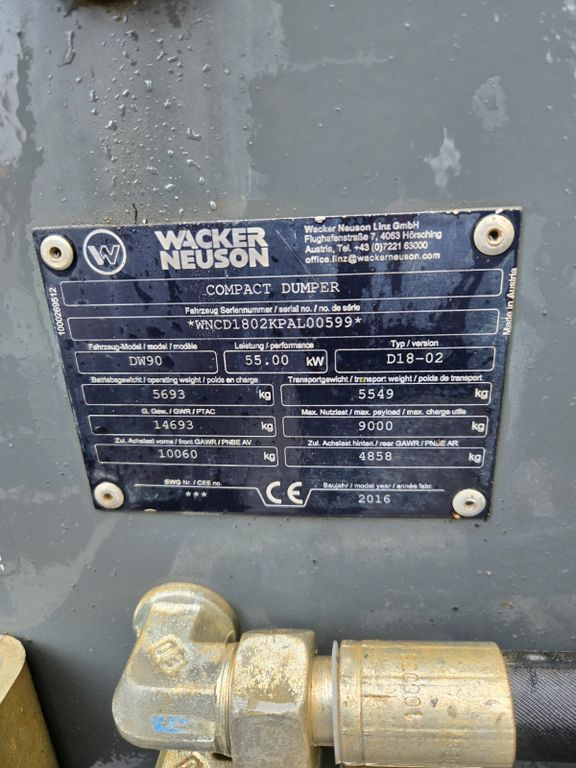 WACKER
NEUSON
Wacker Neuson Linz GmbH
Flughafenstraße 7, 4063 Hörsching
Austria, Tel. +43 (0)7221 63000
office.linz@wackerneuson.com
COMPACT DUMPER
Fahrzeug Seriennummer / serial no. / no. de série
*WNCD1802KPAL00599*
Fahrzeug-Model / model / modèle
Leistung / performance
Typ / version
DW90
55.00 kW
D18-02
Betriebsgewicht / operating weight / poids en charge
Transportgewicht / transport weight / poids de transport
5693 kg
5549 kg
G. Gew. / GWR / PTAC
Max. Nutzlast / max. payload / max. charge utile
14693 kg
9000 kg
Zul. Achslast vorne / front GAWR / PNBE AV
Zul. Achslast hinten / rear GAWR / PNBE AR
10060 kg
4858 kg
EWG Nr. / CEE no.
***
CE
Baujahr / model year / année fabr.
2016
1000269512
Made in Austria